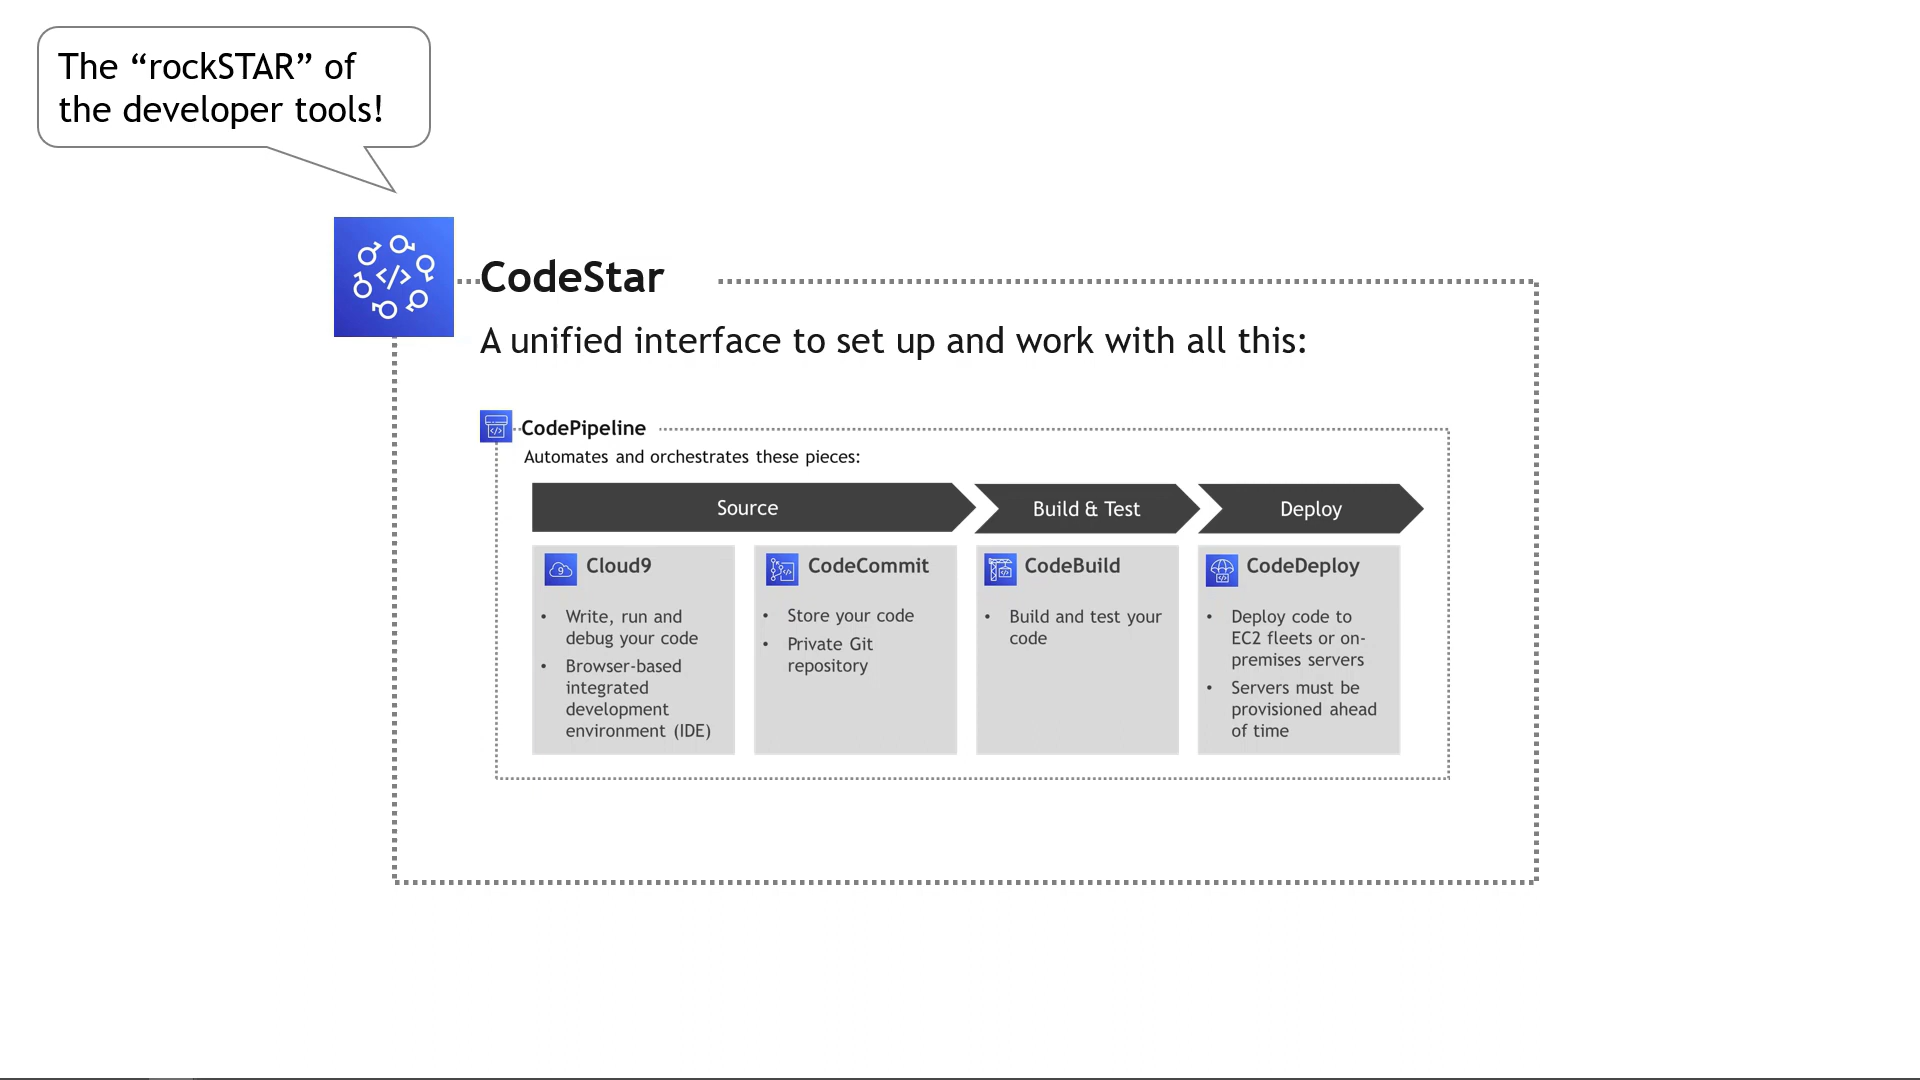 The “rockSTAR” of
the developer tools!
CodeStar
A unified interface to set up and work with all this:
CodePipeline
Automates and orchestrates these pieces:
Source
Build & Test
Deploy
9
Cloud9
• Write, run and
debug your code
• Browser-based
integrated
development
environment (IDE)
CodeCommit
• Store your code
• Private Git
repository
CodeBuild
• Build and test your
code
CodeDeploy
• Deploy code to
EC2 fleets or on-
premises servers
• Servers must be
provisioned ahead
of time